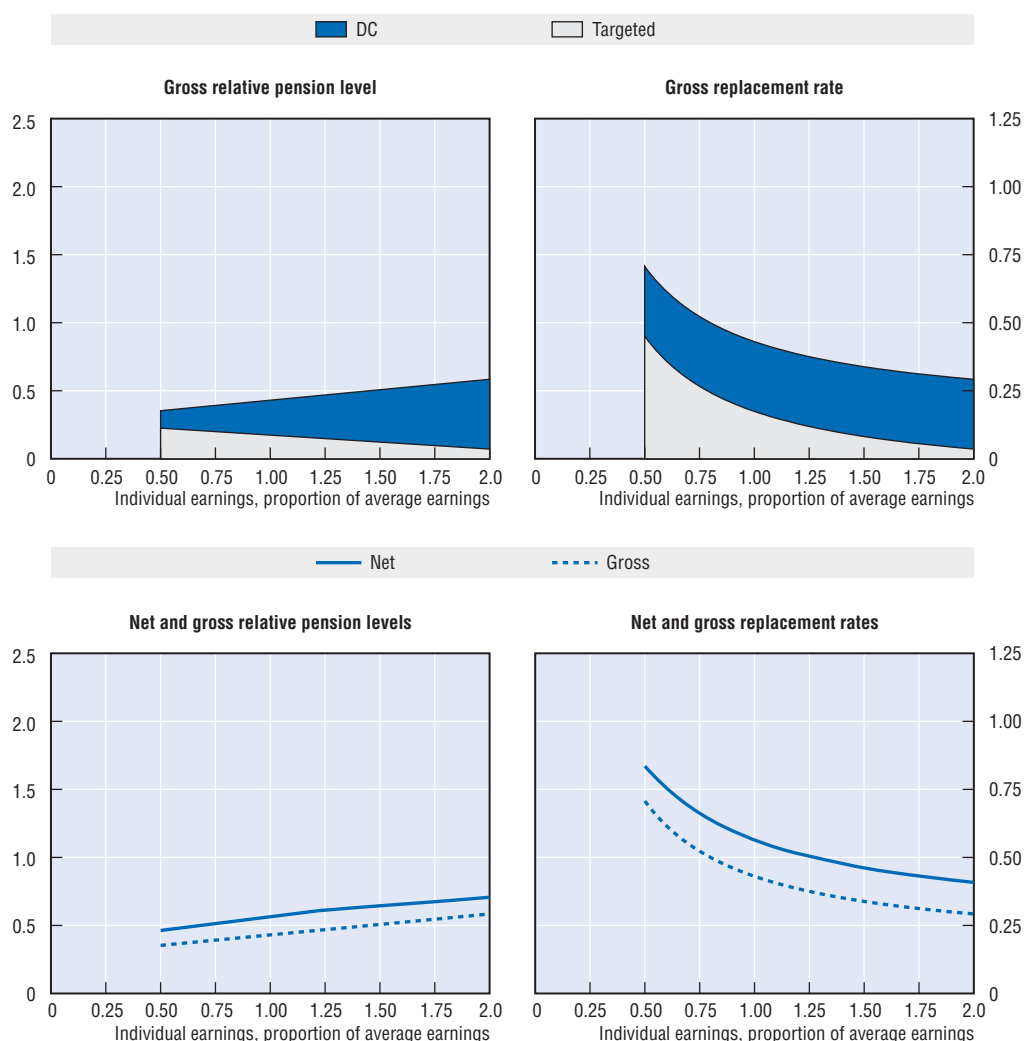 DC Targeted
Gross relative pension level
2.5
2.0
1.5
1.0
0.5
0
0 0.25 0.50 0.75 1.00 1.25 1.50 1.75 2.0
Individual earnings, proportion of average earnings
Gross replacement rate
1.25
1.00
0.75
0.50
0.25
0
0 0.25 0.50 0.75 1.00 1.25 1.50 1.75 2.0
Individual earnings, proportion of average earnings
Net Gross
Net and gross relative pension levels
2.5
2.0
1.5
1.0
0.5
0
0 0.25 0.50 0.75 1.00 1.25 1.50 1.75 2.0
Individual earnings, proportion of average earnings
Net and gross replacement rates
1.25
1.00
0.75
0.50
0.25
0
0 0.25 0.50 0.75 1.00 1.25 1.50 1.75 2.0
Individual earnings, proportion of average earnings